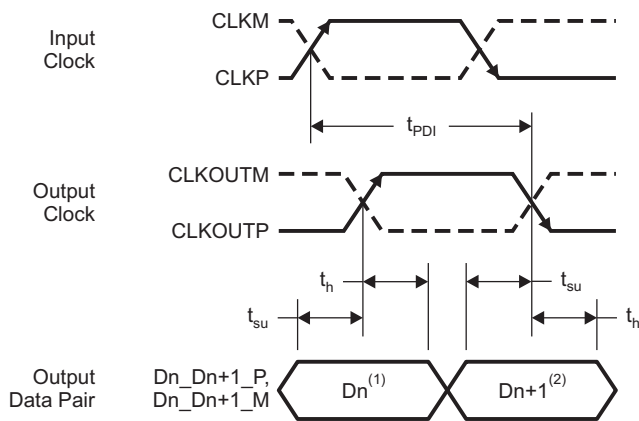 Input
Clock
CLKM
CLKP
t_PDI
Output
Clock
CLKOUTM
CLKOUTP
t_h
t_su
t_su
t_h
Output
Data Pair
Dn_Dn+1_P,
Dn_Dn+1_M
Dn(1)
Dn+1(2)